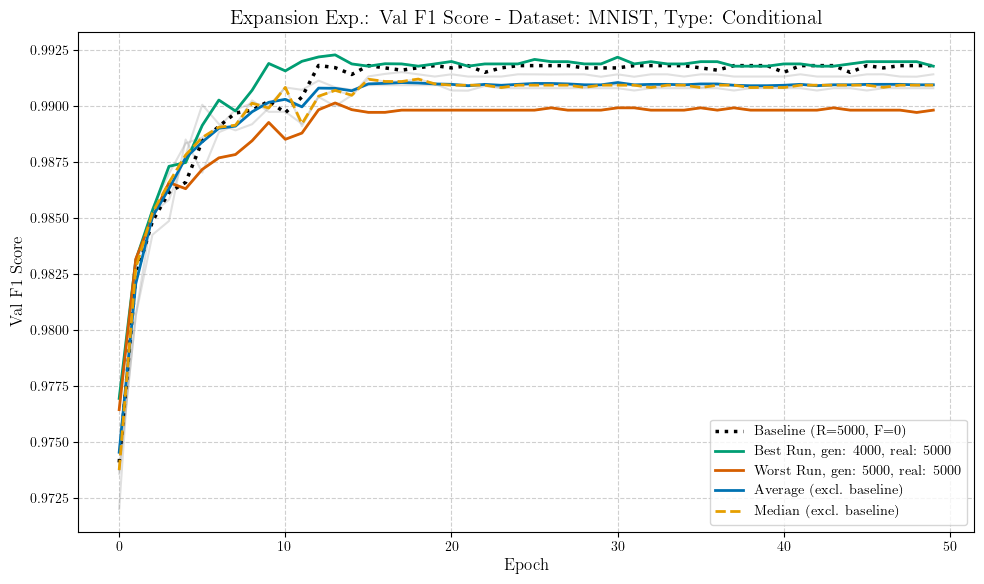 Expansion Exp.: Val F1 Score - Dataset: MNIST, Type: Conditional
Val F1 Score
0.9925
0.9900
0.9875
0.9850
0.9825
0.9800
0.9775
0.9750
0.9725
Baseline (R=5000, F=0)
Best Run, gen: 4000, real: 5000
Worst Run, gen: 5000, real: 5000
Average (excl. baseline)
Median (excl. baseline)
0 10 20 30 40 50
Epoch